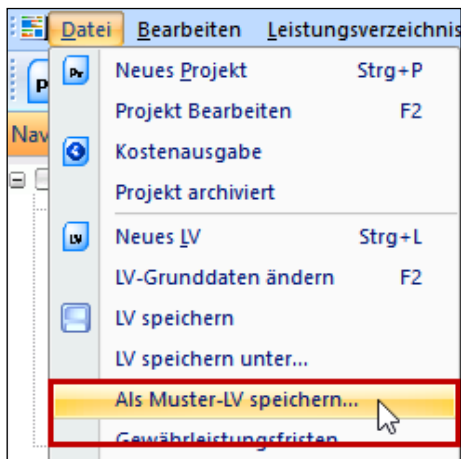 Datei Bearbeiten Leistungsverzeichnis
Neues Projekt Strg+P
Projekt Bearbeiten F2
Nav
Kostenausgabe
Projekt archiviert
Neues LV Strg+L
LV-Grunddaten ändern F2
LV speichern
LV speichern unter...
Als Muster-LV speichern...
Gewährleistungsfristen